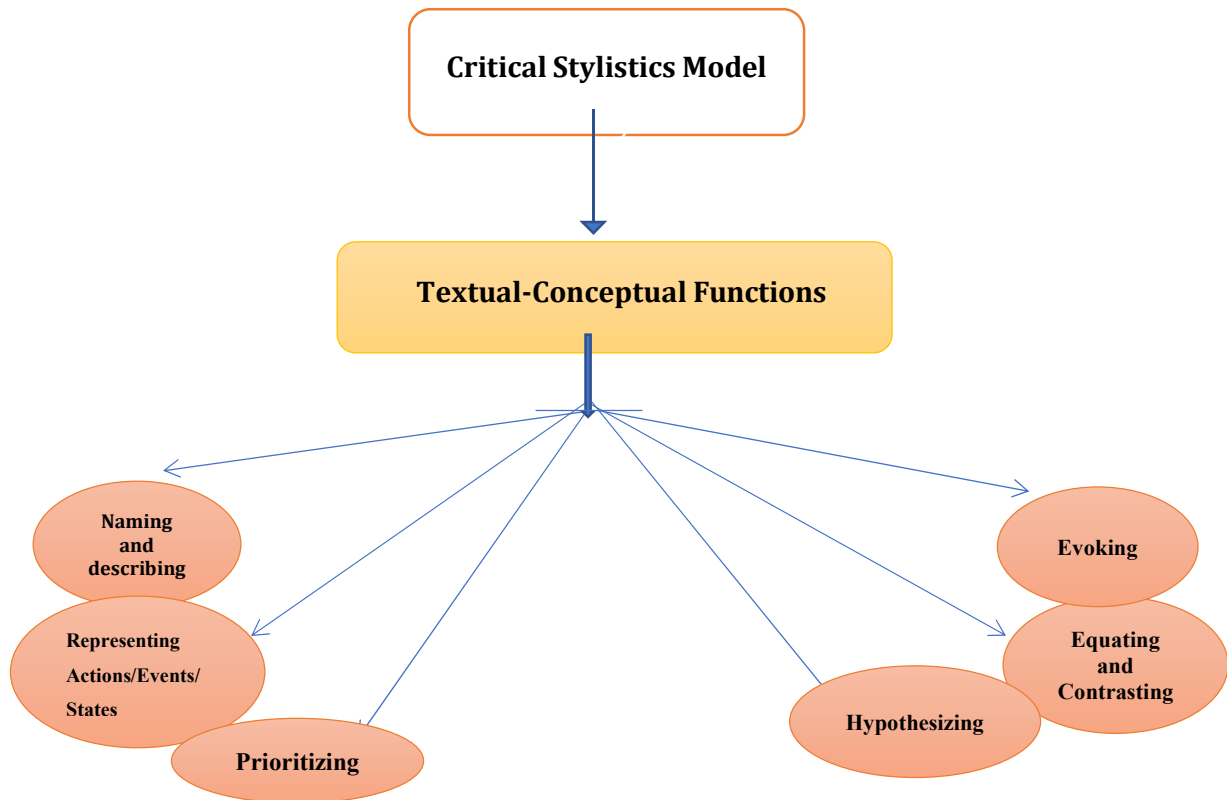 Critical Stylistics Model
Textual-Conceptual Functions
Naming
and
describing
Representing
Actions/Events/
States
Prioritizing
Evoking
Equating
and
Contrasting
Hypothesizing